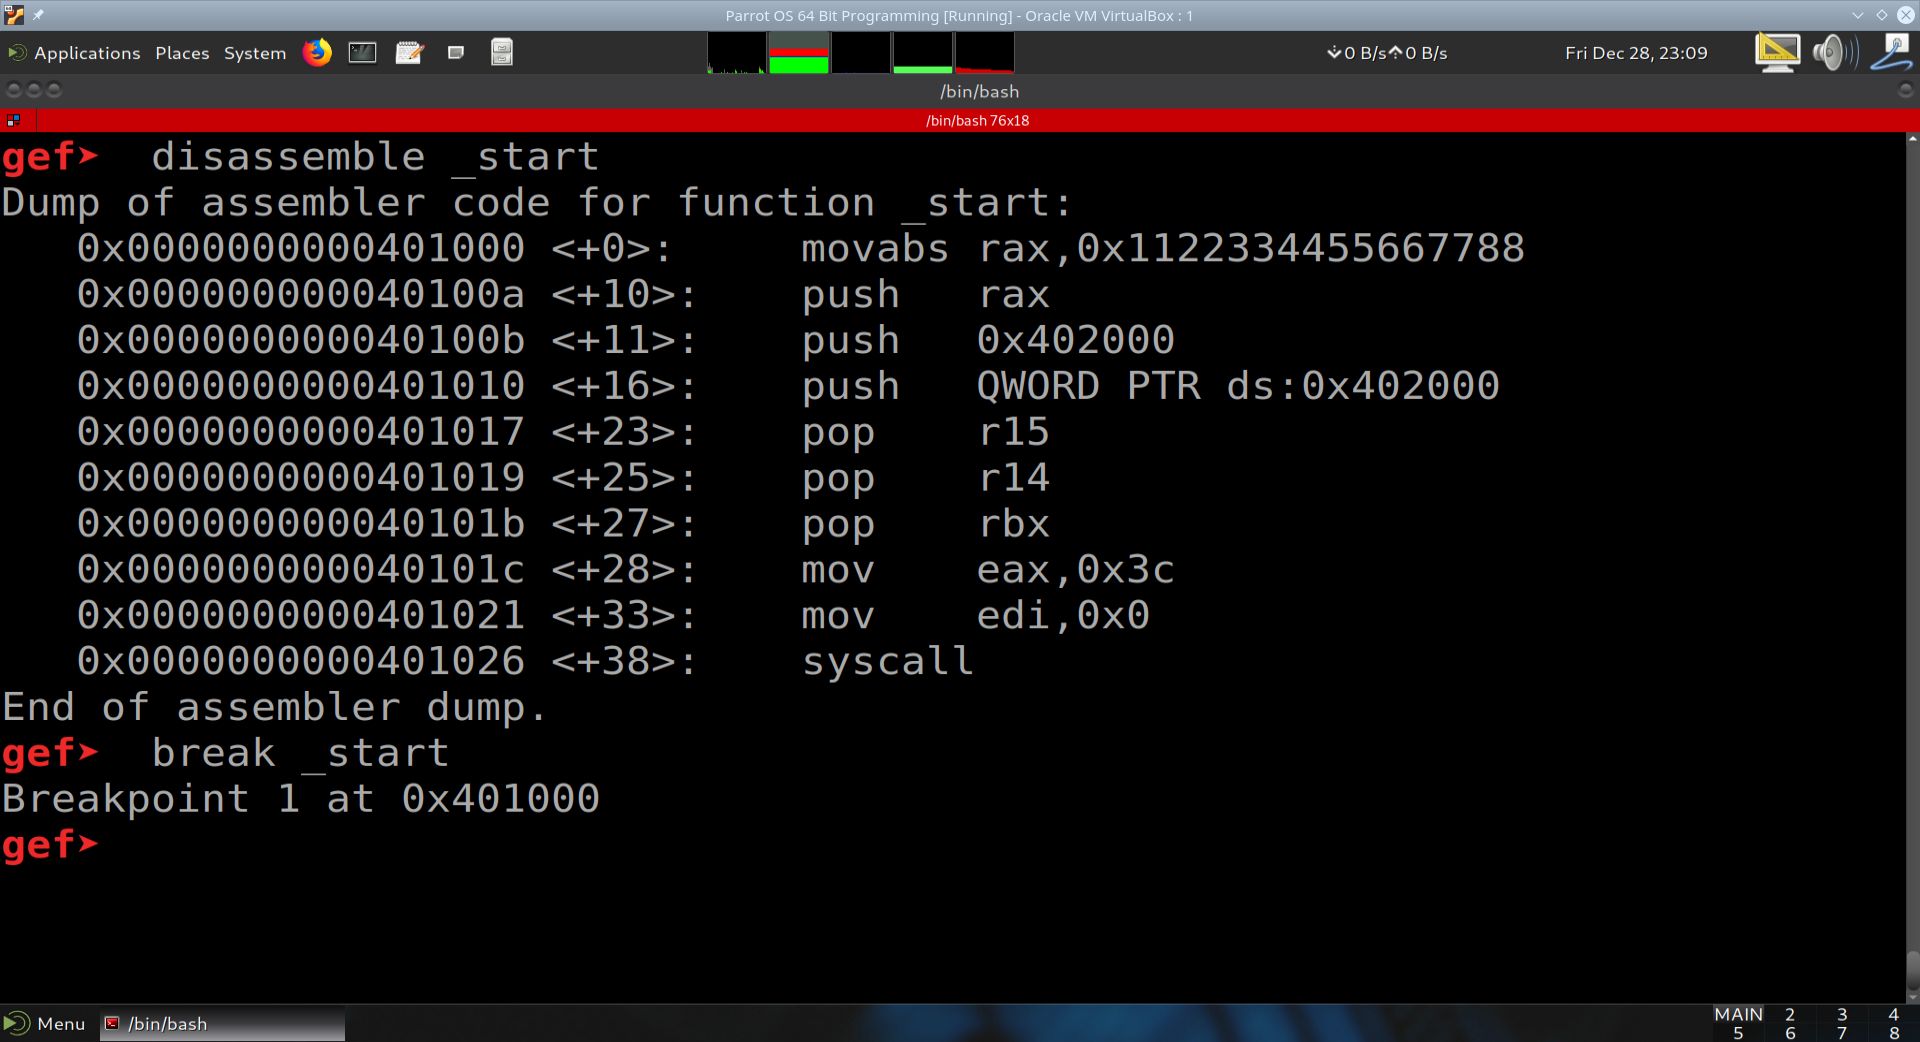 Parrot OS 64 Bit Programming [Running] - Oracle VM VirtualBox : 1
Applications Places System 0 B/s 0 B/s Fri Dec 28, 23:09
/bin/bash
/bin/bash 76x18
gef➤ disassemble _start
Dump of assembler code for function _start:
0x0000000000401000 <+0>: movabs rax,0x1122334455667788
0x000000000040100a <+10>: push rax
0x000000000040100b <+11>: push 0x402000
0x0000000000401010 <+16>: push QWORD PTR ds:0x402000
0x0000000000401017 <+23>: pop r15
0x0000000000401019 <+25>: pop r14
0x000000000040101b <+27>: pop rbx
0x000000000040101c <+28>: mov eax,0x3c
0x0000000000401021 <+33>: mov edi,0x0
0x0000000000401026 <+38>: syscall
End of assembler dump.
gef➤ break _start
Breakpoint 1 at 0x401000
gef➤
Menu /bin/bash MAIN 2 3 4
5 6 7 8